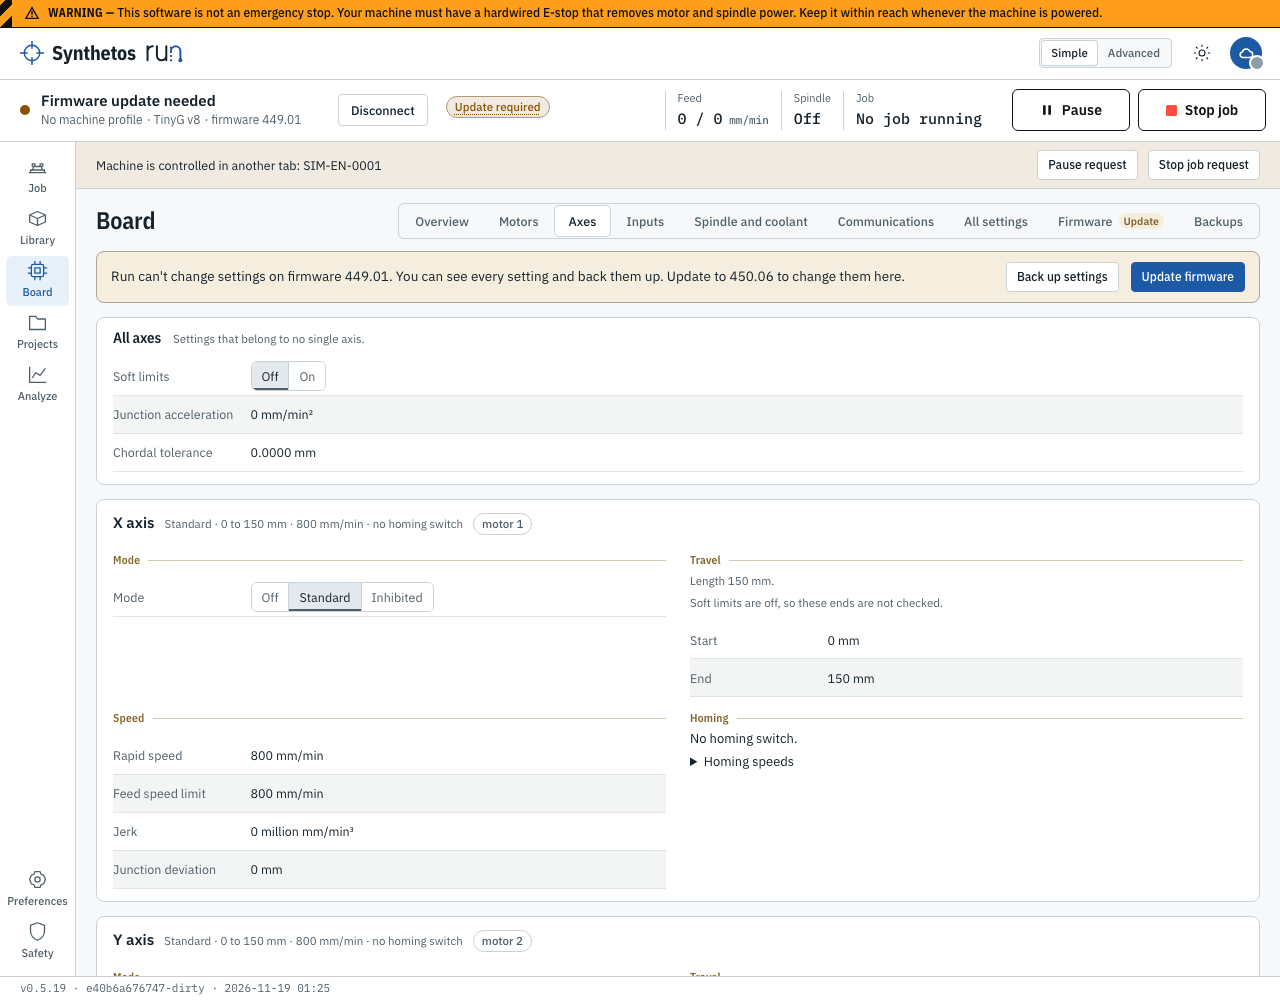 WARNING — This software is not an emergency stop. Your machine must have a hardwired E-stop that removes motor and spindle power. Keep it within reach whenever the machine is powered.
Synthetos run
Simple Advanced
Firmware update needed
No machine profile · TinyG v8 · firmware 449.01
Disconnect
Update required
Feed
0 / 0 mm/min
Spindle
Off
Job
No job running
Pause
Stop job
Machine is controlled in another tab: SIM-EN-0001
Pause request
Stop job request
Job
Library
Board
Projects
Analyze
Preferences
Safety
Board
Overview Motors Axes Inputs Spindle and coolant Communications All settings Firmware Update Backups
Run can't change settings on firmware 449.01. You can see every setting and back them up. Update to 450.06 to change them here.
Back up settings
Update firmware
All axes Settings that belong to no single axis.
Soft limits Off On
Junction acceleration 0 mm/min²
Chordal tolerance 0.0000 mm
X axis Standard · 0 to 150 mm · 800 mm/min · no homing switch motor 1
Mode
Mode Off Standard Inhibited
Travel
Length 150 mm.
Soft limits are off, so these ends are not checked.
Start 0 mm
End 150 mm
Speed
Rapid speed 800 mm/min
Feed speed limit 800 mm/min
Jerk 0 million mm/min³
Junction deviation 0 mm
Homing
No homing switch.
Homing speeds
Y axis Standard · 0 to 150 mm · 800 mm/min · no homing switch motor 2
Mode
Travel
v0.5.19 · e40b6a676747-dirty · 2026-11-19 01:25